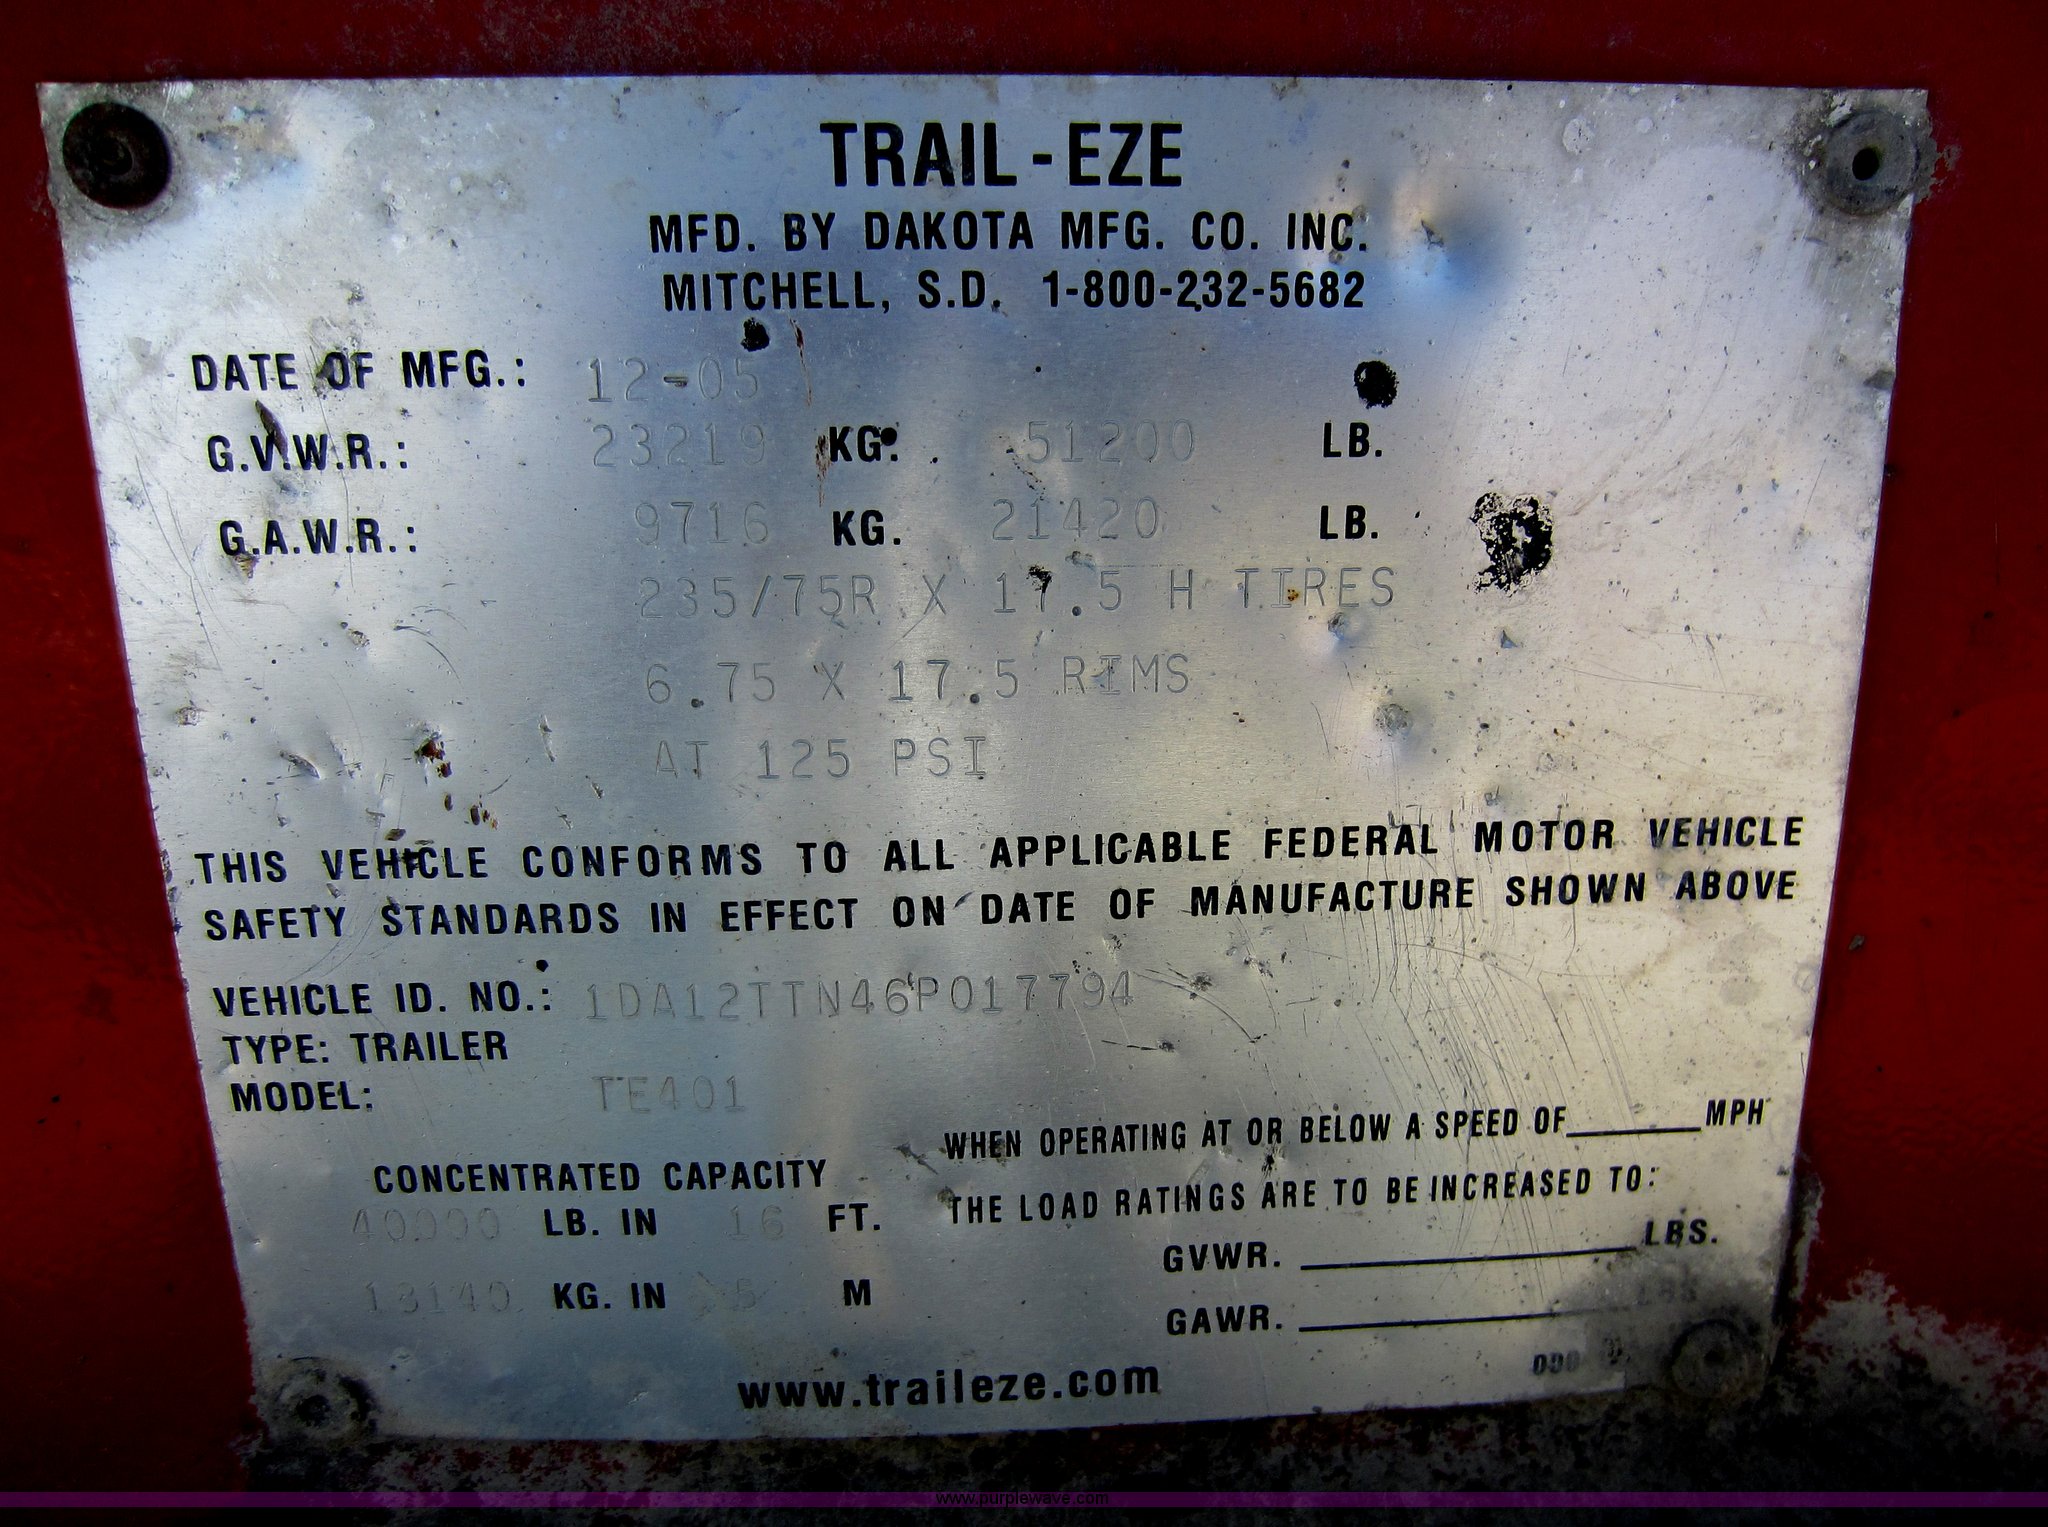 TRAIL-EZE
MFD. BY DAKOTA MFG. CO. INC.
MITCHELL, S.D. 1-800-232-5682
DATE OF MFG.: 12-05
G.V.W.R.: 23219 KG. 51200 LB.
G.A.W.R.: 9716 KG. 21420 LB.
235/75R X 17.5 H TIRES
6.75 X 17.5 RIMS
AT 125 PSI
THIS VEHICLE CONFORMS TO ALL APPLICABLE FEDERAL MOTOR VEHICLE
SAFETY STANDARDS IN EFFECT ON DATE OF MANUFACTURE SHOWN ABOVE
VEHICLE ID. NO.: 1DA12TTN46P017794
TYPE: TRAILER
MODEL: TE401
CONCENTRATED CAPACITY
40000 LB. IN 16 FT.
KG. IN 5 M
WHEN OPERATING AT OR BELOW A SPEED OF______MPH
THE LOAD RATINGS ARE TO BE INCREASED TO:
GVWR. ______ LBS.
GAWR. ______ LBS
www.traileze.com
www.purplewave.com